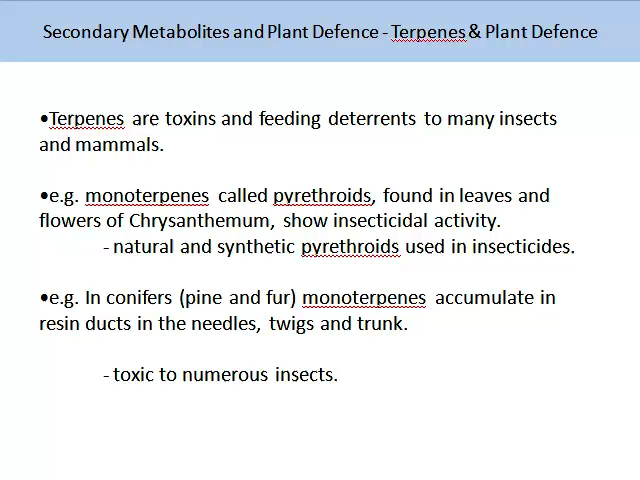 Secondary Metabolites and Plant Defence - Terpenes & Plant Defence
•Terpenes are toxins and feeding deterrents to many insects
and mammals.
•e.g. monoterpenes called pyrethroids, found in leaves and
flowers of Chrysanthemum, show insecticidal activity.
- natural and synthetic pyrethroids used in insecticides.
•e.g. In conifers (pine and fur) monoterpenes accumulate in
resin ducts in the needles, twigs and trunk.
- toxic to numerous insects.